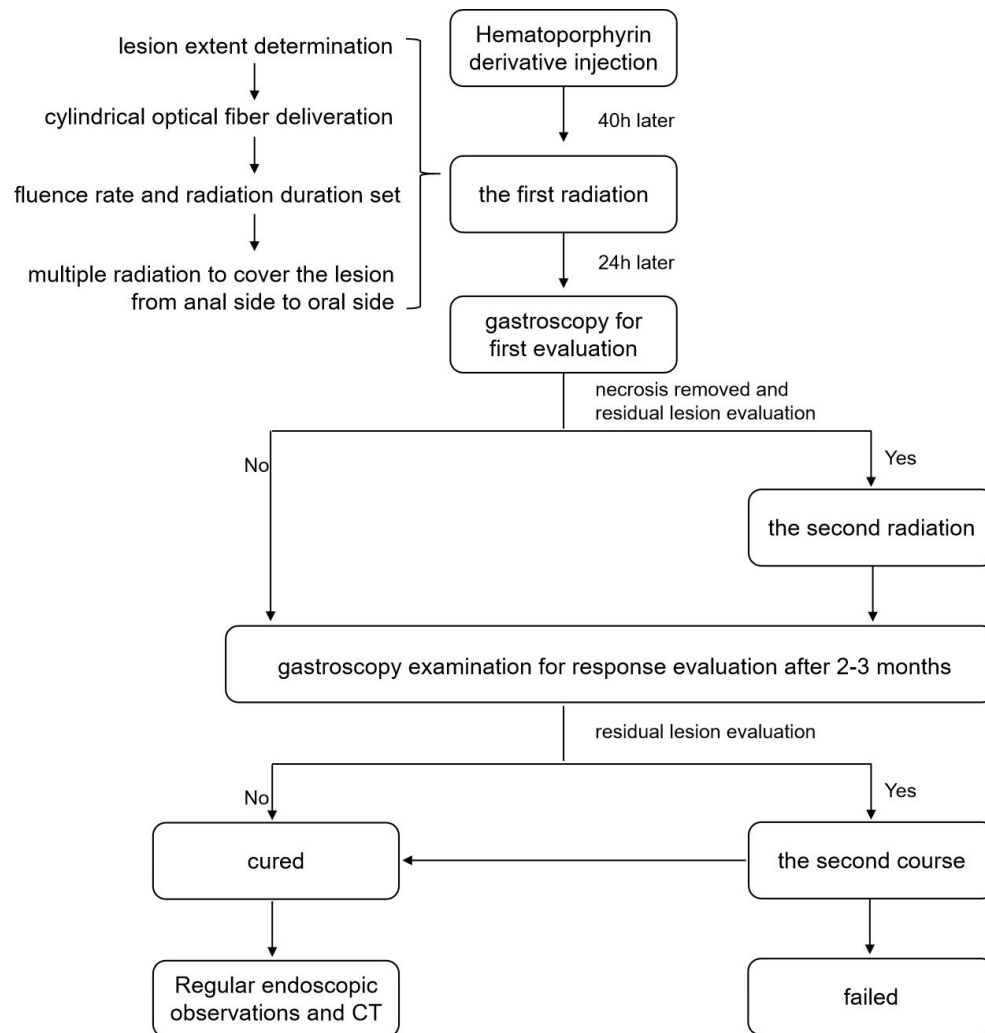 lesion extent determination
cylindrical optical fiber deliveration
fluence rate and radiation duration set
multiple radiation to cover the lesion
from anal side to oral side
Hematoporphyrin
derivative injection
40h later
the first radiation
24h later
gastroscopy for
first evaluation
necrosis removed and
residual lesion evaluation
No
Yes
the second radiation
gastroscopy examination for response evaluation after 2-3 months
residual lesion evaluation
No
Yes
cured
the second course
Regular endoscopic
observations and CT
failed